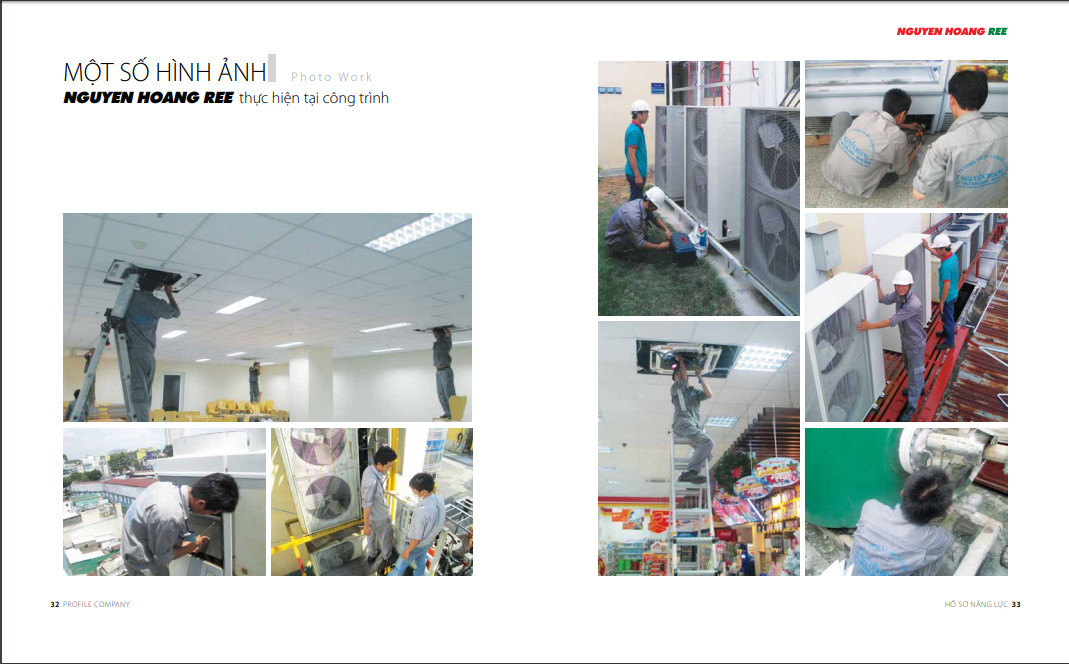 NGUYEN HOANG REE
MỘT SỐ HÌNH ẢNH Photo Work
NGUYEN HOANG REE thực hiện tại công trình
32 PROFILE COMPANY
HỒ SƠ NĂNG LỰC 33